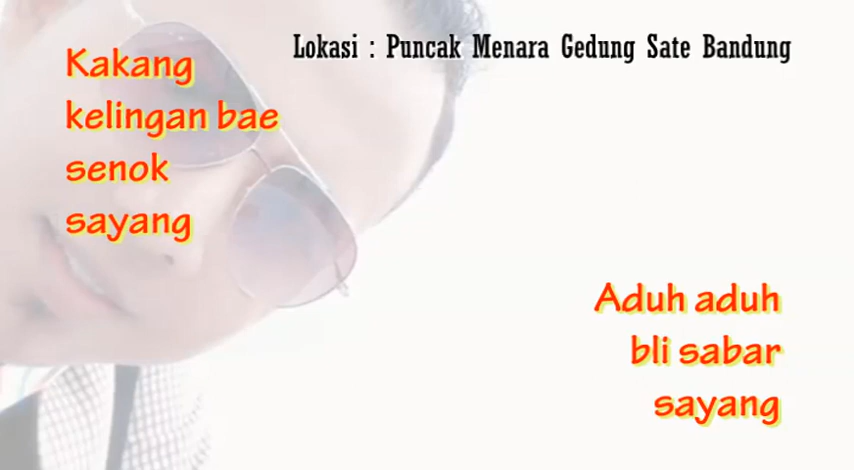 Lokasi : Puncak Menara Gedung Sate Bandung
Kakang
kelingan bae
senok
sayang
Aduh aduh
bli sabar
sayang